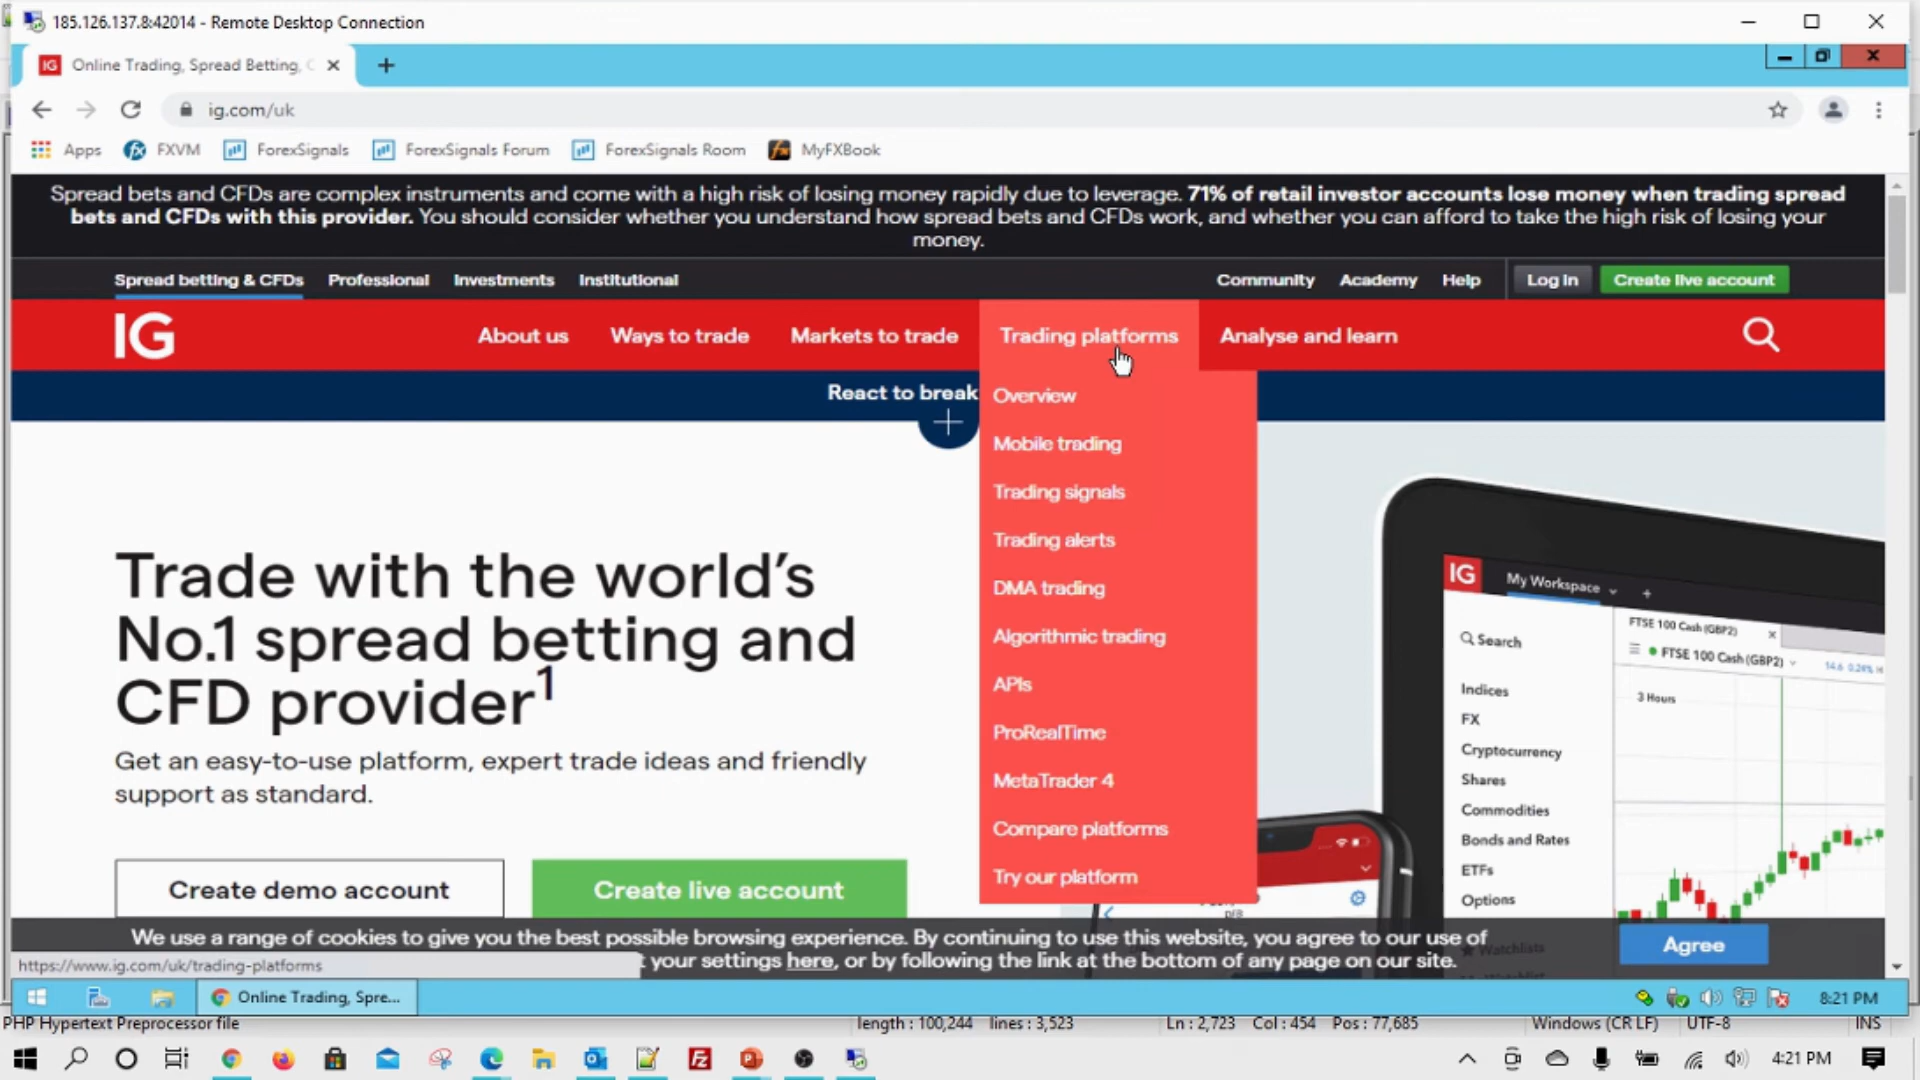 185.126.137.8:42014 - Remote Desktop Connection
IG Online Trading, Spread Betting,
ig.com/uk
Apps FXVM ForexSignals ForexSignals Forum ForexSignals Room MyFXBook
Spread bets and CFDs are complex instruments and come with a high risk of losing money rapidly due to leverage. 71% of retail investor accounts lose money when trading spread
bets and CFDs with this provider. You should consider whether you understand how spread bets and CFDs work, and whether you can afford to take the high risk of losing your
money.
Spread betting & CFDs Professional Investments Institutional Community Academy Help Log in Create live account
IG About us Ways to trade Markets to trade Trading platforms Analyse and learn
React to break
Overview
Mobile trading
Trading signals
Trading alerts
DMA trading
Algorithmic trading
APIs
ProRealTime
MetaTrader 4
Compare platforms
Try our platform
Trade with the world's
No.1 spread betting and
CFD provider1
Get an easy-to-use platform, expert trade ideas and friendly
support as standard.
Create demo account Create live account
IG My Workspace
FTSE 100 Cash (GBP2)
Search
FTSE 100 Cash (GBP2)
3 Hours
Indices
FX
Cryptocurrency
Shares
Commodities
Bonds and Rates
ETFs
Options
Watchlists
We use a range of cookies to give you the best possible browsing experience. By continuing to use this website, you agree to our use of
t your settings here, or by following the link at the bottom of any page on our site.
Agree
https://www.ig.com/uk/trading-platforms
Online Trading, Spre... 8:21 PM
PHP Hypertext Preprocessor file length : 100,244 lines : 3,523 Ln : 2,723 Col : 454 Pos : 77,685 Windows (CR LF) UTF-8 INS
4:21 PM